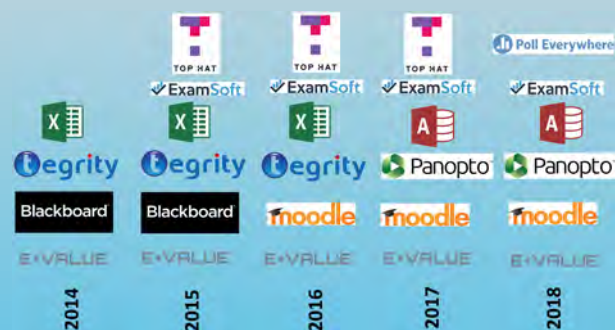 TOP HAT
TOP HAT
TOP HAT
Poll Everywhere
ExamSoft
ExamSoft
ExamSoft
ExamSoft
X
X
X
A
A
tegrity
tegrity
tegrity
Panopto
Panopto
Blackboard
Blackboard
moodle
moodle
moodle
E*VALUE
E*VALUE
E*VALUE
E*VALUE
E*VALUE
2014
2015
2016
2017
2018